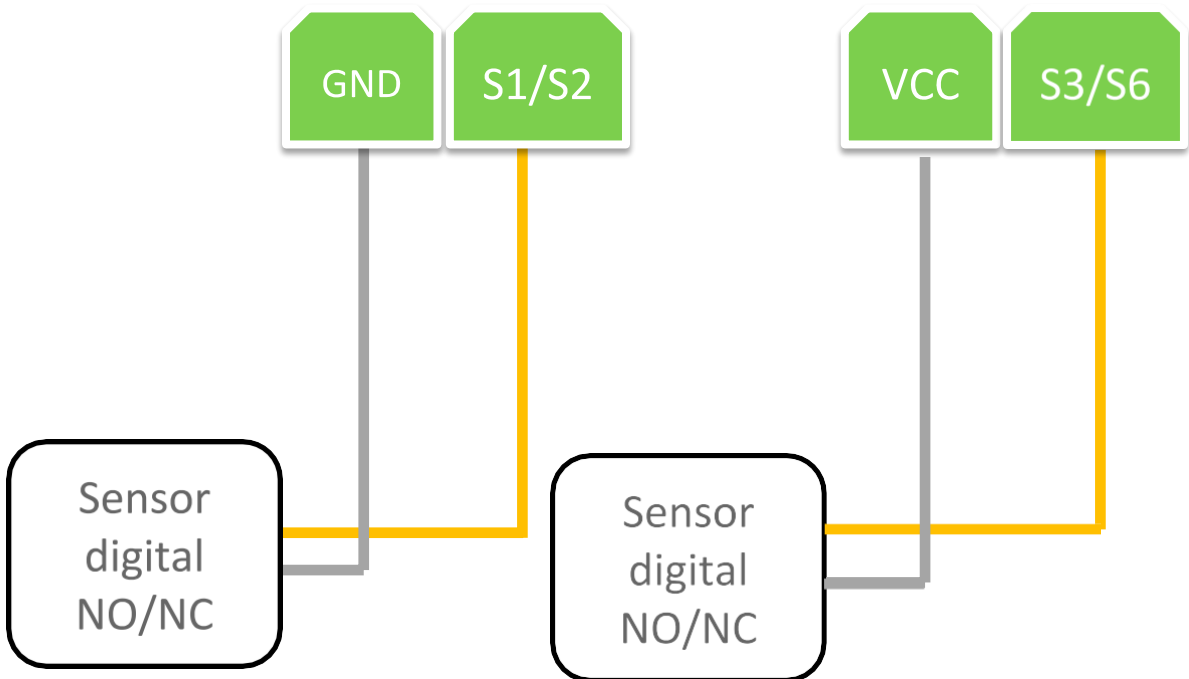 GND
S1/S2
VCC
S3/S6
Sensor
digital
NO/NC
Sensor
digital
NO/NC